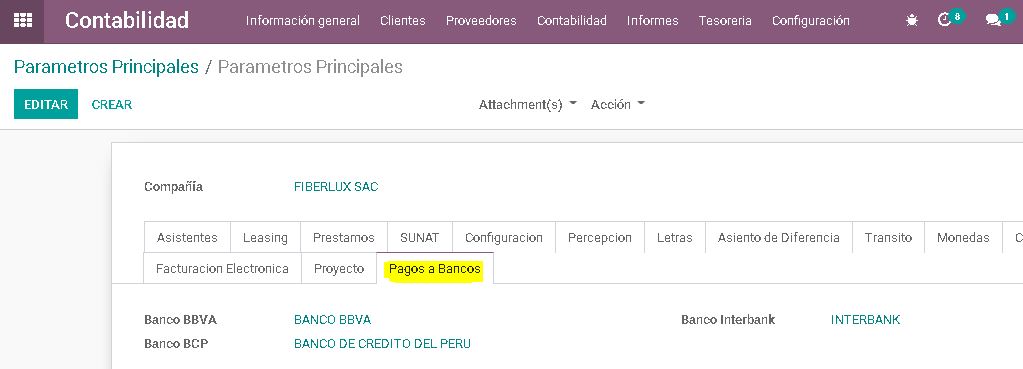 Contabilidad Información general Clientes Proveedores Contabilidad Informes Tesoreria Configuración 8 1
Parametros Principales / Parametros Principales
EDITAR CREAR Attachment(s) Acción
Compañía FIBERLUX SAC
Asistentes Leasing Prestamos SUNAT Configuracion Percepcion Letras Asiento de Diferencia Transito Monedas C
Facturacion Electronica Proyecto Pagos a Bancos
Banco BBVA BANCO BBVA Banco Interbank INTERBANK
Banco BCP BANCO DE CREDITO DEL PERU